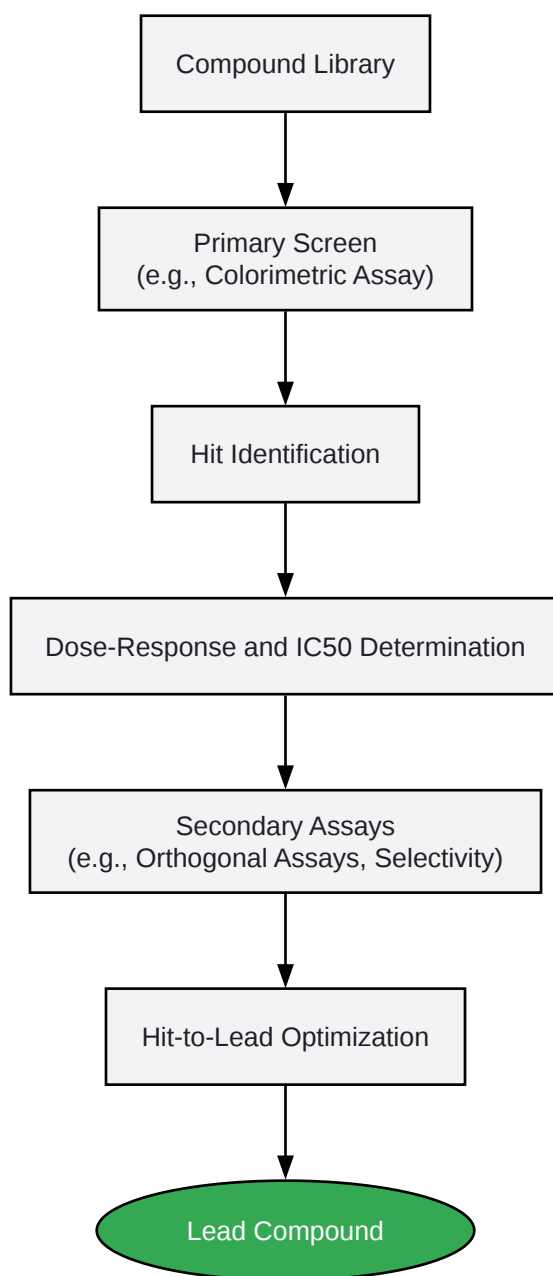 Compound Library
Primary Screen
(e.g., Colorimetric Assay)
Hit Identification
Dose-Response and IC50 Determination
Secondary Assays
(e.g., Orthogonal Assays, Selectivity)
Hit-to-Lead Optimization
Lead Compound